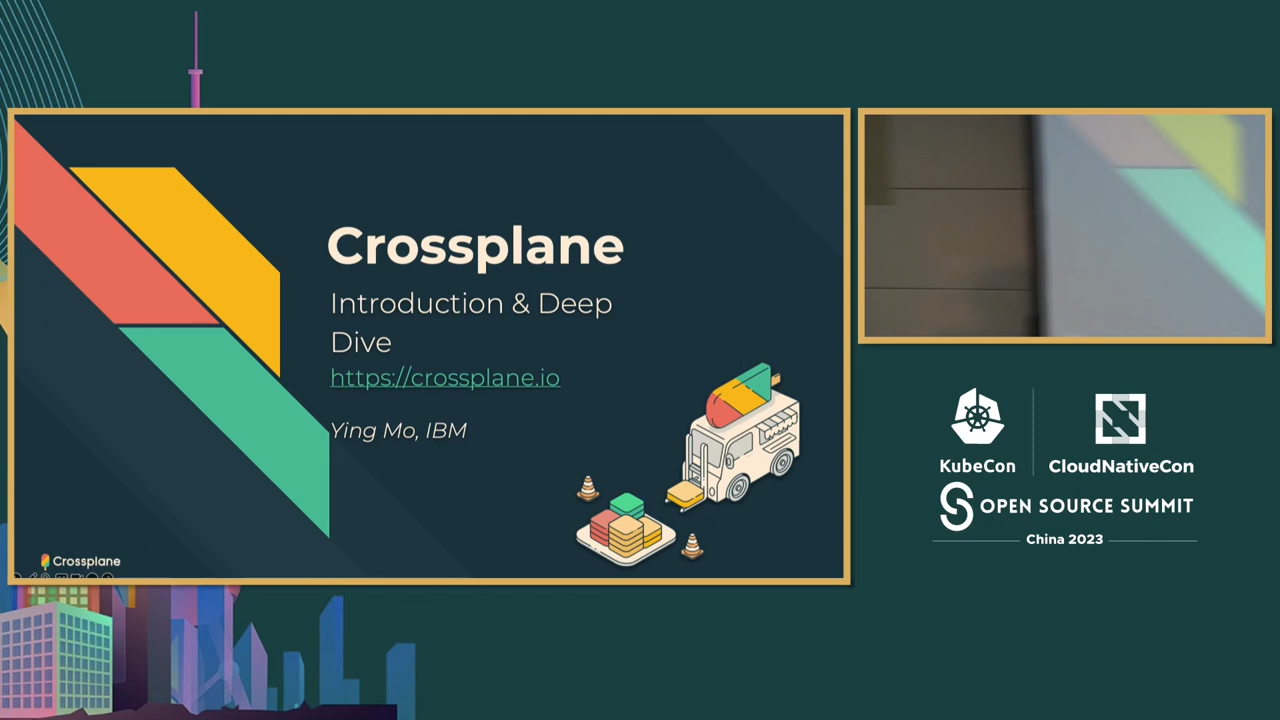 Crossplane
Introduction & Deep
Dive
https://crossplane.io
Ying Mo, IBM
Crossplane
KubeCon
CloudNativeCon
OPEN SOURCE SUMMIT
China 2023